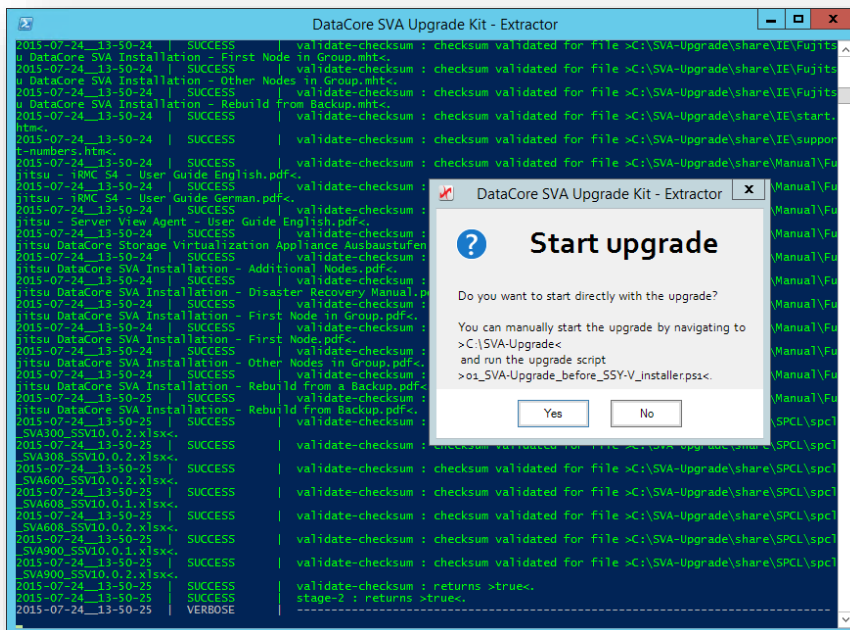 DataCore SVA Upgrade Kit - Extractor
2015-07-24__13-50-24 | SUCCESS | validate-checksum : checksum validated for file >C:\SVA-Upgrade\share\IE\Fujits
u DataCore SVA Installation - First Node in Group.mht<.
2015-07-24__13-50-24 | SUCCESS | validate-checksum : checksum validated for file >C:\SVA-Upgrade\share\IE\Fujits
u DataCore SVA Installation - Other Nodes in Group.mht<.
2015-07-24__13-50-24 | SUCCESS | validate-checksum : checksum validated for file >C:\SVA-Upgrade\share\IE\Fujits
u DataCore SVA Installation - Rebuild from Backup.mht<.
2015-07-24__13-50-24 | SUCCESS | validate-checksum : checksum validated for file >C:\SVA-Upgrade\share\IE\start.
htm<.
2015-07-24__13-50-24 | SUCCESS | validate-checksum : checksum validated for file >C:\SVA-Upgrade\share\IE\suppor
t-numbers.htm<.
2015-07-24__13-50-24 | SUCCESS | validate-checksum : checksum validated for file >C:\SVA-Upgrade\share\Manual\Fu
jitsu - iRMC S4 - User Guide English.pdf<.
2015-07-24__13-50-24 | SUCCESS | validate-checksum : \Manual\Fu
jitsu - iRMC S4 - User Guide German.pdf<.
2015-07-24__13-50-24 | SUCCESS | validate-checksum : \Manual\Fu
jitsu - Server View Agent - User Guide English.pdf<.
2015-07-24__13-50-24 | SUCCESS | validate-checksum : \Manual\Fu
jitsu DataCore Storage Virtualization Appliance Ausbaustufen
2015-07-24__13-50-24 | SUCCESS | validate-checksum : \Manual\Fu
jitsu DataCore SVA Installation - Additional Nodes.pdf<.
2015-07-24__13-50-24 | SUCCESS | validate-checksum : \Manual\Fu
jitsu DataCore SVA Installation - Disaster Recovery Manual.p
2015-07-24__13-50-24 | SUCCESS | validate-checksum : \Manual\Fu
jitsu DataCore SVA Installation - First Node in Group.pdf<.
2015-07-24__13-50-24 | SUCCESS | validate-checksum : \Manual\Fu
jitsu DataCore SVA Installation - First Node.pdf<.
2015-07-24__13-50-24 | SUCCESS | validate-checksum : \Manual\Fu
jitsu DataCore SVA Installation - Other Nodes in Group.pdf<.
2015-07-24__13-50-24 | SUCCESS | validate-checksum : \Manual\Fu
jitsu DataCore SVA Installation - Rebuild from a Backup.pdf<
2015-07-24__13-50-25 | SUCCESS | validate-checksum : \Manual\Fu
jitsu DataCore SVA Installation - Rebuild from Backup.pdf<.
2015-07-24__13-50-25 | SUCCESS | validate-checksum : \SPCL\spcl
_SVA300_SSV10.0.2.xlsx<.
2015-07-24__13-50-25 | SUCCESS | validate-checksum : checksum validated for file >C:\SVA-Upgrade\share\SPCL\spcl
_SVA308_SSV10.0.2.xlsx<.
2015-07-24__13-50-25 | SUCCESS | validate-checksum : checksum validated for file >C:\SVA-Upgrade\share\SPCL\spcl
_SVA600_SSV10.0.2.xlsx<.
2015-07-24__13-50-25 | SUCCESS | validate-checksum : checksum validated for file >C:\SVA-Upgrade\share\SPCL\spcl
_SVA608_SSV10.0.1.xlsx<.
2015-07-24__13-50-25 | SUCCESS | validate-checksum : checksum validated for file >C:\SVA-Upgrade\share\SPCL\spcl
_SVA608_SSV10.0.2.xlsx<.
2015-07-24__13-50-25 | SUCCESS | validate-checksum : checksum validated for file >C:\SVA-Upgrade\share\SPCL\spcl
_SVA900_SSV10.0.1.xlsx<.
2015-07-24__13-50-25 | SUCCESS | validate-checksum : checksum validated for file >C:\SVA-Upgrade\share\SPCL\spcl
_SVA900_SSV10.0.2.xlsx<.
2015-07-24__13-50-25 | SUCCESS | validate-checksum : returns >true<.
2015-07-24__13-50-25 | SUCCESS | stage-2 : returns >true<.
2015-07-24__13-50-25 | VERBOSE | --------------------------------------------------------------------------------
DataCore SVA Upgrade Kit - Extractor
Start upgrade
Do you want to start directly with the upgrade?
You can manually start the upgrade by navigating to
>C:\SVA-Upgrade<
and run the upgrade script
>01_SVA-Upgrade_before_SSY-V_installer.ps1<.
Yes
No